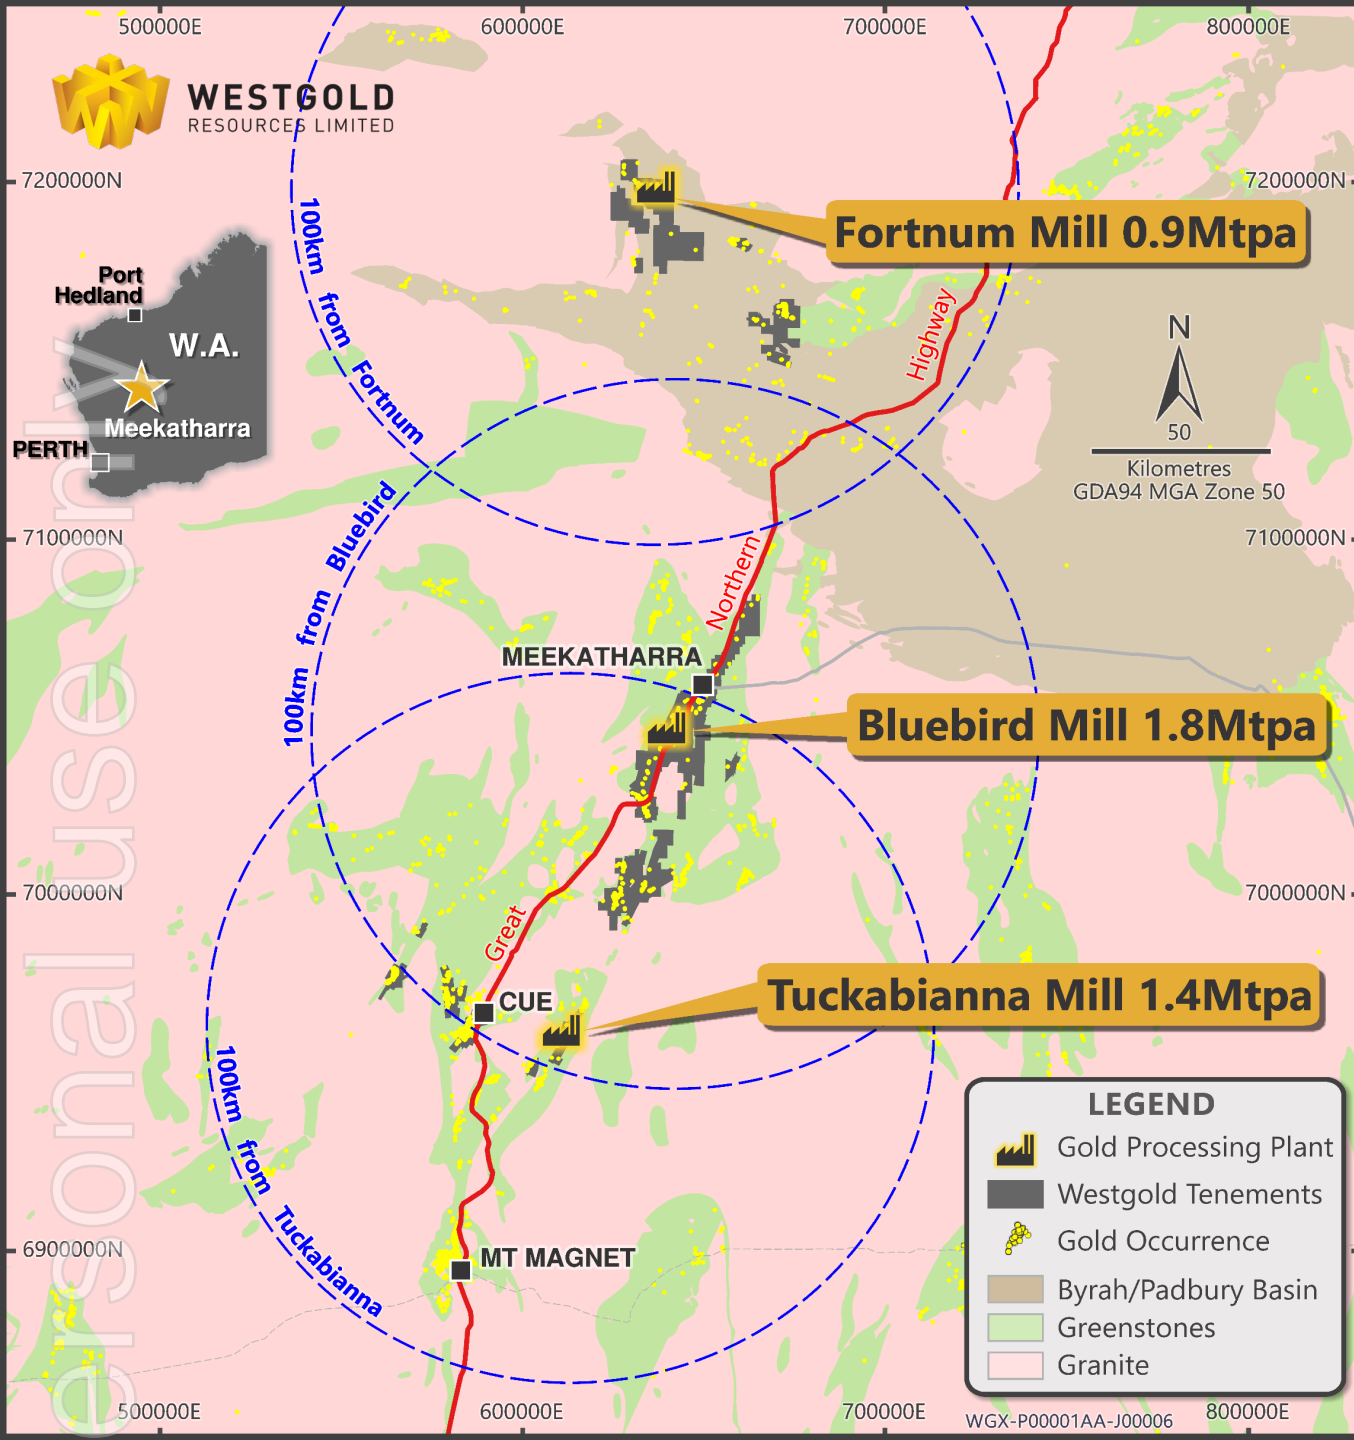 500000E
600000E
700000E
800000E
WESTGOLD
RESOURCES LIMITED
7200000N
7200000N
Fortnum Mill 0.9Mtpa
100km from Fortnum
Port
Hedland
W.A.
Meekatharra
PERTH
Highway
N
50
Kilometres
GDA94 MGA Zone 50
100km from Bluebird
7100000N
7100000N
Northern
MEEKATHARRA
Bluebird Mill 1.8Mtpa
7000000N
7000000N
Great
CUE
Tuckabianna Mill 1.4Mtpa
100km from Tuckabianna
LEGEND
Gold Processing Plant
Westgold Tenements
Gold Occurrence
Byrah/Padbury Basin
Greenstones
Granite
6900000N
MT MAGNET
500000E
600000E
700000E
800000E
WGX-P00001AA-J00006
ersonal use only